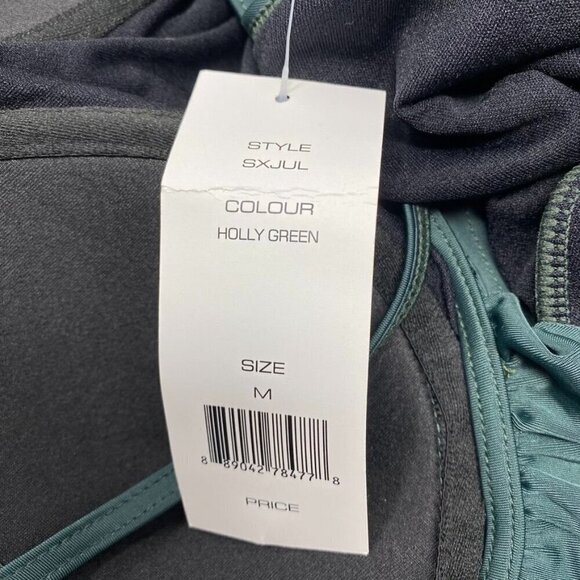 STYLE
SXJUL
COLOUR
HOLLY GREEN
SIZE
M
8 89042 78477 8
PRICE